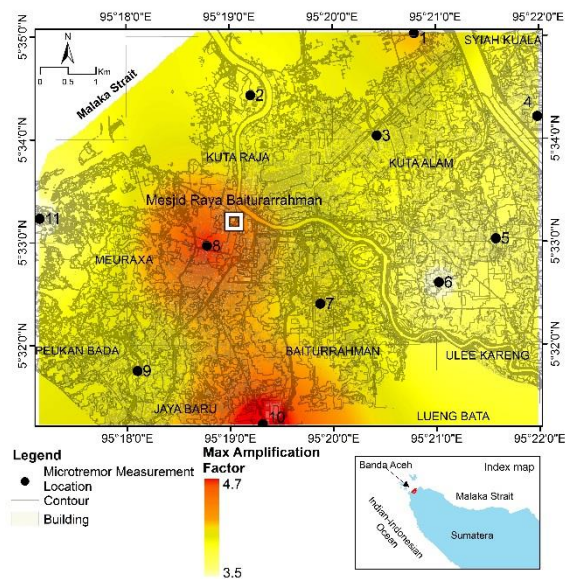 95°18'0"E 95°19'0"E 95°20'0"E 95°21'0"E 95°22'0"E
5°35'0"N
N
0 0.5 1
Km
Malaka Strait
1
SYIAH KUALA
5°35'0"N
2
4
5°34'0"N
3
5°34'0"N
KUTA RAJA
KUTA ALAM
Mesjid Raya Baiturarrahman
11
5°33'0"N
8
5
5°33'0"N
MEURAXA
6
7
5°32'0"N
PEUKAN BADA
BAITURRAHMAN
ULEE KARENG
5°32'0"N
9
JAYA BARU
10
LUENG BATA
95°18'0"E 95°19'0"E 95°20'0"E 95°21'0"E 95°22'0"E
Legend
Microtremor Measurement
Location
Contour
Building
Max Amplification
Factor
4.7
3.5
Banda Aceh
Index map
Malaka Strait
Indian-Indonesian
Ocean
Sumatera